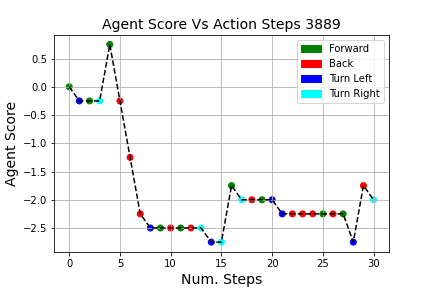 Agent Score Vs Action Steps 3889
Forward
Back
Turn Left
Turn Right
Agent Score
0.5
0.0
−0.5
−1.0
−1.5
−2.0
−2.5
0 5 10 15 20 25 30
Num. Steps